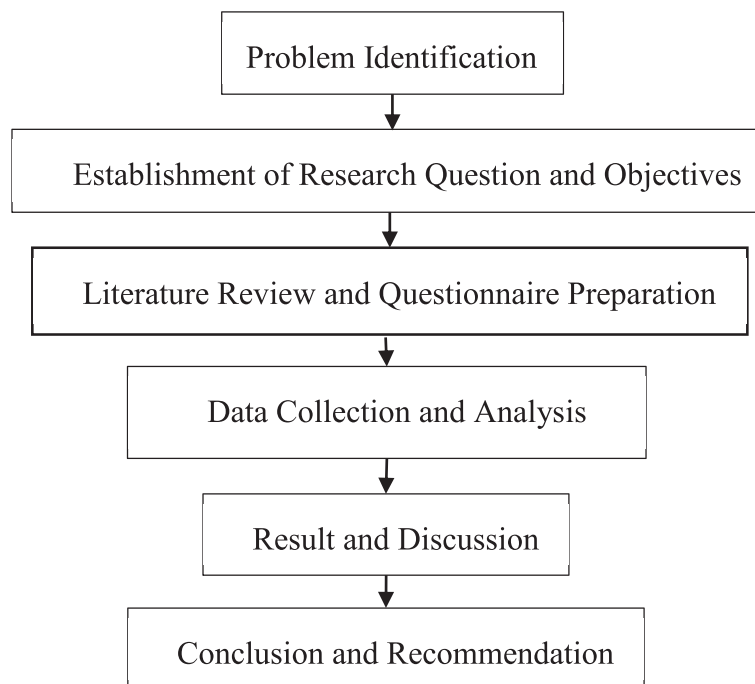 Problem Identification
Establishment of Research Question and Objectives
Literature Review and Questionnaire Preparation
Data Collection and Analysis
Result and Discussion
Conclusion and Recommendation